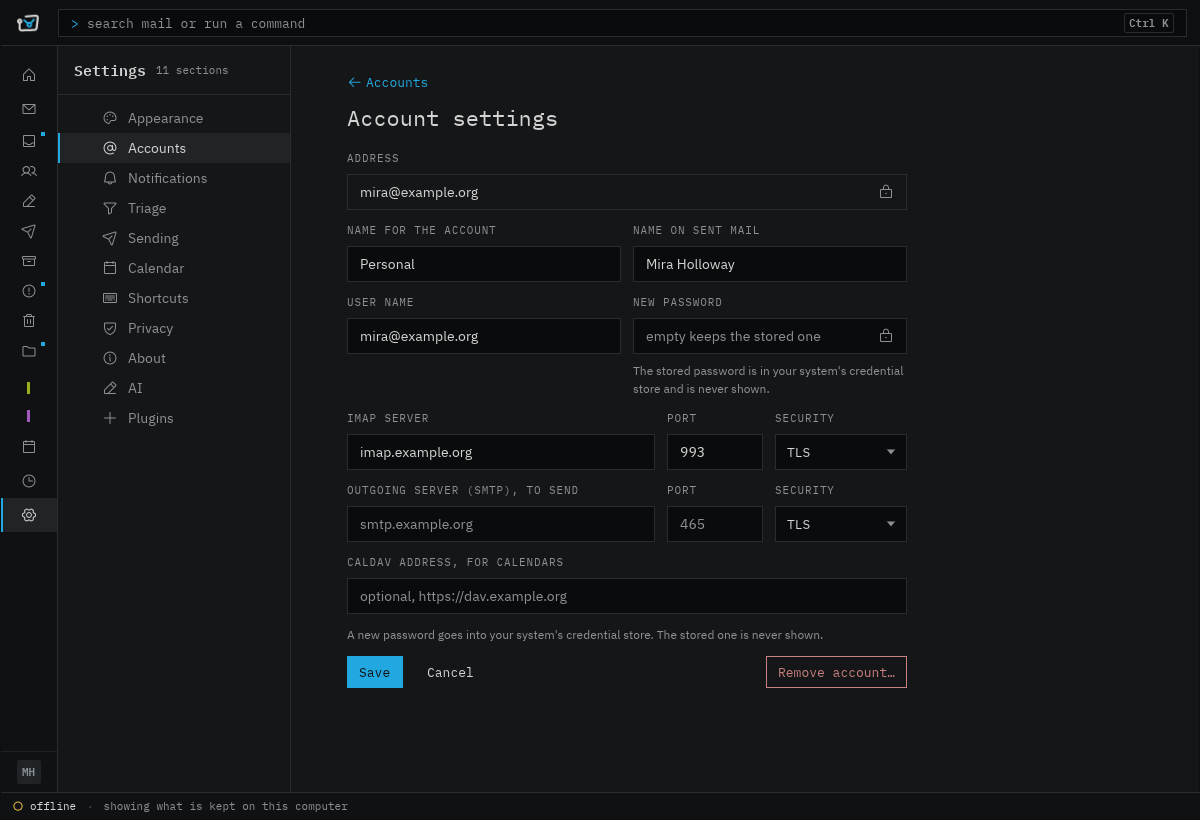 > search mail or run a command
Ctrl K
Settings 11 sections
Appearance
Accounts
Notifications
Triage
Sending
Calendar
Shortcuts
Privacy
About
AI
Plugins
← Accounts
Account settings
ADDRESS
mira@example.org
NAME FOR THE ACCOUNT
NAME ON SENT MAIL
Personal
Mira Holloway
USER NAME
NEW PASSWORD
mira@example.org
empty keeps the stored one
The stored password is in your system's credential
store and is never shown.
IMAP SERVER
PORT
SECURITY
imap.example.org
993
TLS
OUTGOING SERVER (SMTP), TO SEND
PORT
SECURITY
smtp.example.org
465
TLS
CALDAV ADDRESS, FOR CALENDARS
optional, https://dav.example.org
A new password goes into your system's credential store. The stored one is never shown.
Save
Cancel
Remove account…
MH
offline · showing what is kept on this computer